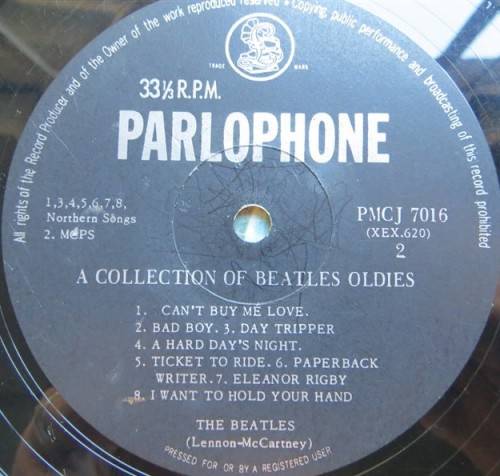 All rights of the Record Producer and of the Owner of the work reproduced reserved • Copying, public performance and broadcasting of this record prohibited
TRADE MARK
33⅓ R.P.M.
PARLOPHONE
1,3,4,5,6,7,8,
Northern Songs
2. MCPS
PMCJ 7016
(XEX.620)
2
A COLLECTION OF BEATLES OLDIES
1. CAN'T BUY ME LOVE.
2. BAD BOY. 3. DAY TRIPPER
4. A HARD DAY'S NIGHT.
5. TICKET TO RIDE. 6. PAPERBACK
WRITER. 7. ELEANOR RIGBY
8. I WANT TO HOLD YOUR HAND
THE BEATLES
(Lennon-McCartney)
PRESSED FOR OR BY A REGISTERED USER